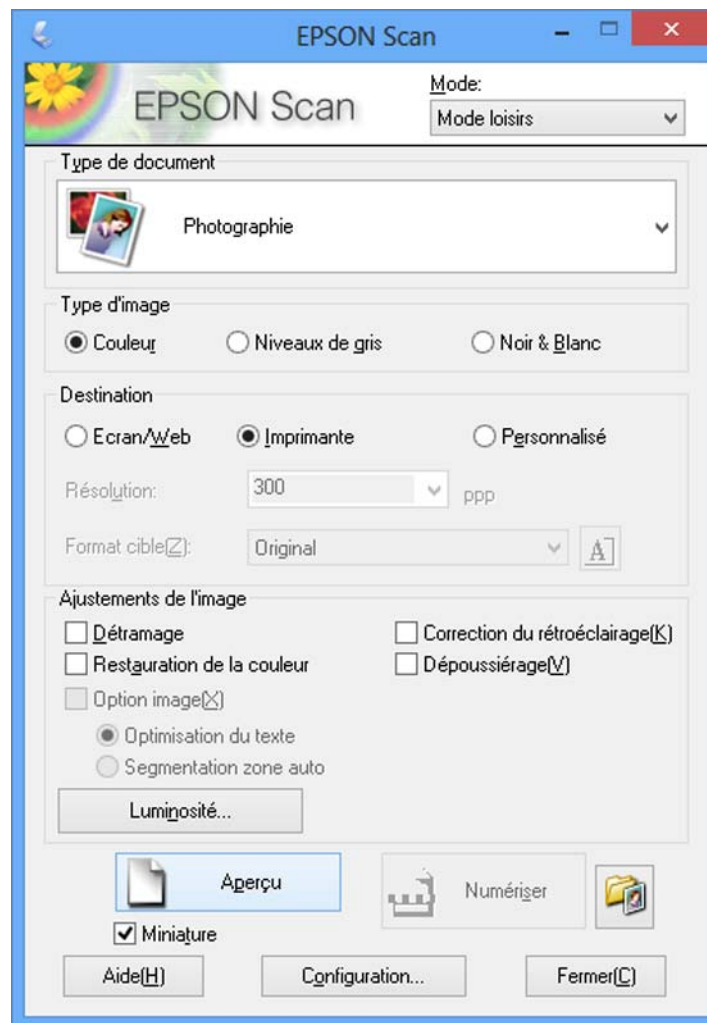 EPSON Scan
EPSON Scan
Mode:
Mode loisirs
Type de document
Photographie
Type d'image
Couleur
Niveaux de gris
Noir & Blanc
Destination
Ecran/Web
Imprimante
Personnalisé
Résolution:
300
ppp
Format cible(Z):
Original
A
Ajustements de l'image
Détramage
Correction du rétroéclairage(K)
Restauration de la couleur
Dépoussiérage(V)
Option image(X)
Optimisation du texte
Segmentation zone auto
Luminosité...
Aperçu
Numériser
Miniature
Aide(H)
Configuration...
Fermer(C)